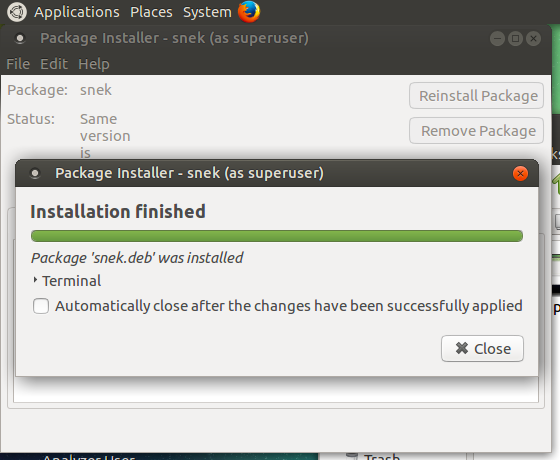 Applications Places System
Package Installer - snek (as superuser)
File Edit Help
Package: snek
Reinstall Package
Status: Same
version
is
Remove Package
Package Installer - snek (as superuser)
Installation finished
Package 'snek.deb' was installed
Terminal
Automatically close after the changes have been successfully applied
Close
Analyzer User
Trash